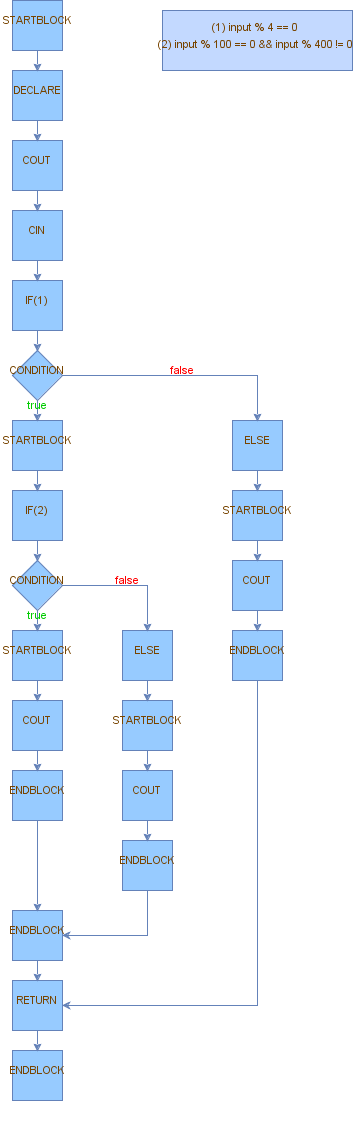 STARTBLOCK
(1) input % 4 == 0
(2) input % 100 == 0 && input % 400 != 0
DECLARE
COUT
CIN
IF(1)
CONDITION
false
true
STARTBLOCK
ELSE
IF(2)
STARTBLOCK
CONDITION
false
COUT
true
STARTBLOCK
ELSE
ENDBLOCK
COUT
STARTBLOCK
ENDBLOCK
COUT
ENDBLOCK
ENDBLOCK
RETURN
ENDBLOCK